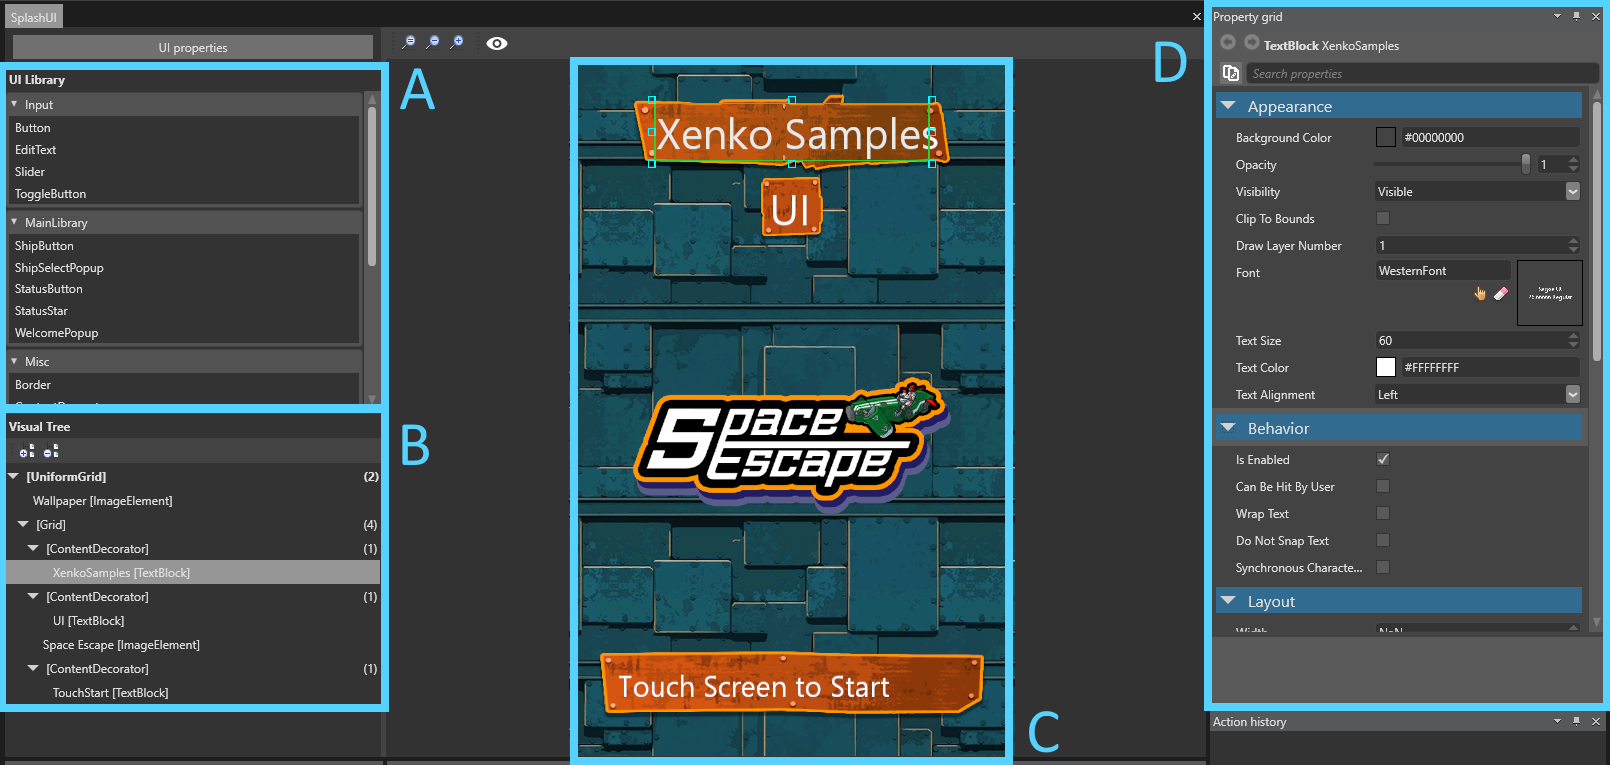 SplashUI
UI properties
A
UI Library
Input
Button
EditText
Slider
ToggleButton
MainLibrary
ShipButton
ShipSelectPopup
StatusButton
StatusStar
WelcomePopup
Misc
Border
B
Visual Tree
[UniformGrid] (2)
Wallpaper [ImageElement]
[Grid] (4)
[ContentDecorator] (1)
XenkoSamples [TextBlock]
[ContentDecorator] (1)
UI [TextBlock]
Space Escape [ImageElement]
[ContentDecorator] (1)
TouchStart [TextBlock]
C
Xenko Samples
UI
SPACE
ESCAPE
Touch Screen to Start
D
Property grid
TextBlock XenkoSamples
Search properties
Appearance
Background Color #00000000
Opacity 1
Visibility Visible
Clip To Bounds
Draw Layer Number 1
Font WesternFont
Regular
Text Size 60
Text Color #FFFFFFFF
Text Alignment Left
Behavior
Is Enabled
Can Be Hit By User
Wrap Text
Do Not Snap Text
Synchronous Characte...
Layout
Width NaN
Action history